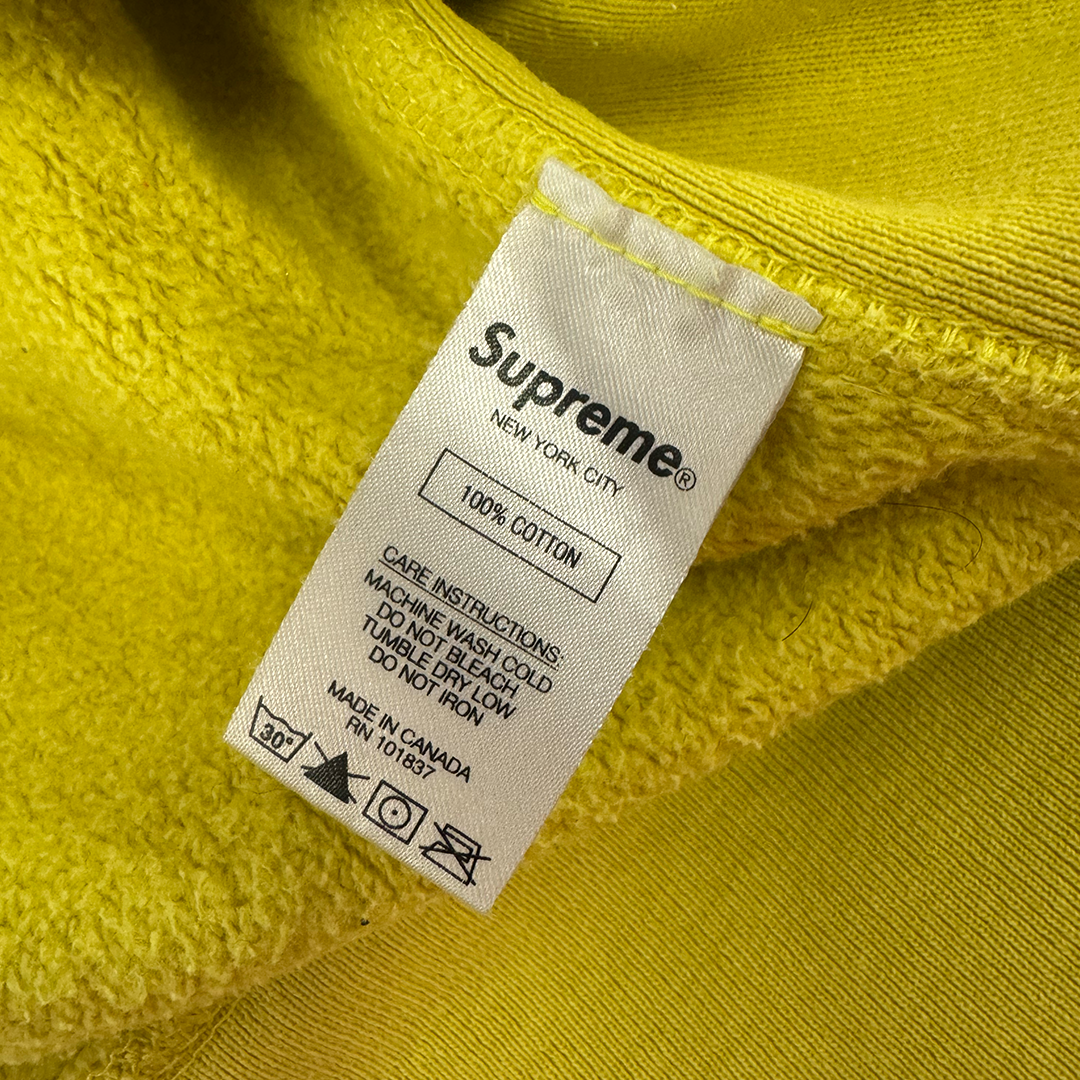 Supreme®
NEW YORK CITY
100% COTTON
CARE INSTRUCTIONS:
MACHINE WASH COLD
DO NOT BLEACH
TUMBLE DRY LOW
DO NOT IRON
MADE IN CANADA
RN 101837
30°